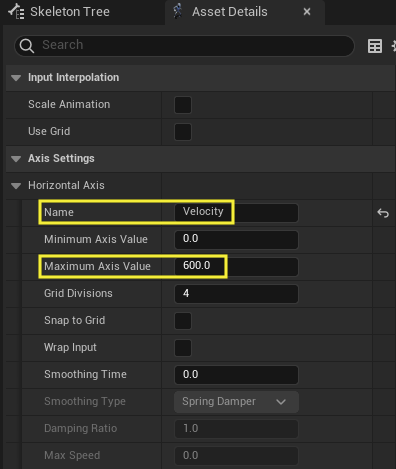 Skeleton Tree Asset Details ×
Search
Input Interpolation
Scale Animation
Use Grid
Axis Settings
Horizontal Axis
Name Velocity
Minimum Axis Value 0.0
Maximum Axis Value 600.0
Grid Divisions 4
Snap to Grid
Wrap Input
Smoothing Time 0.0
Smoothing Type Spring Damper
Damping Ratio 1.0
Max Speed 0.0